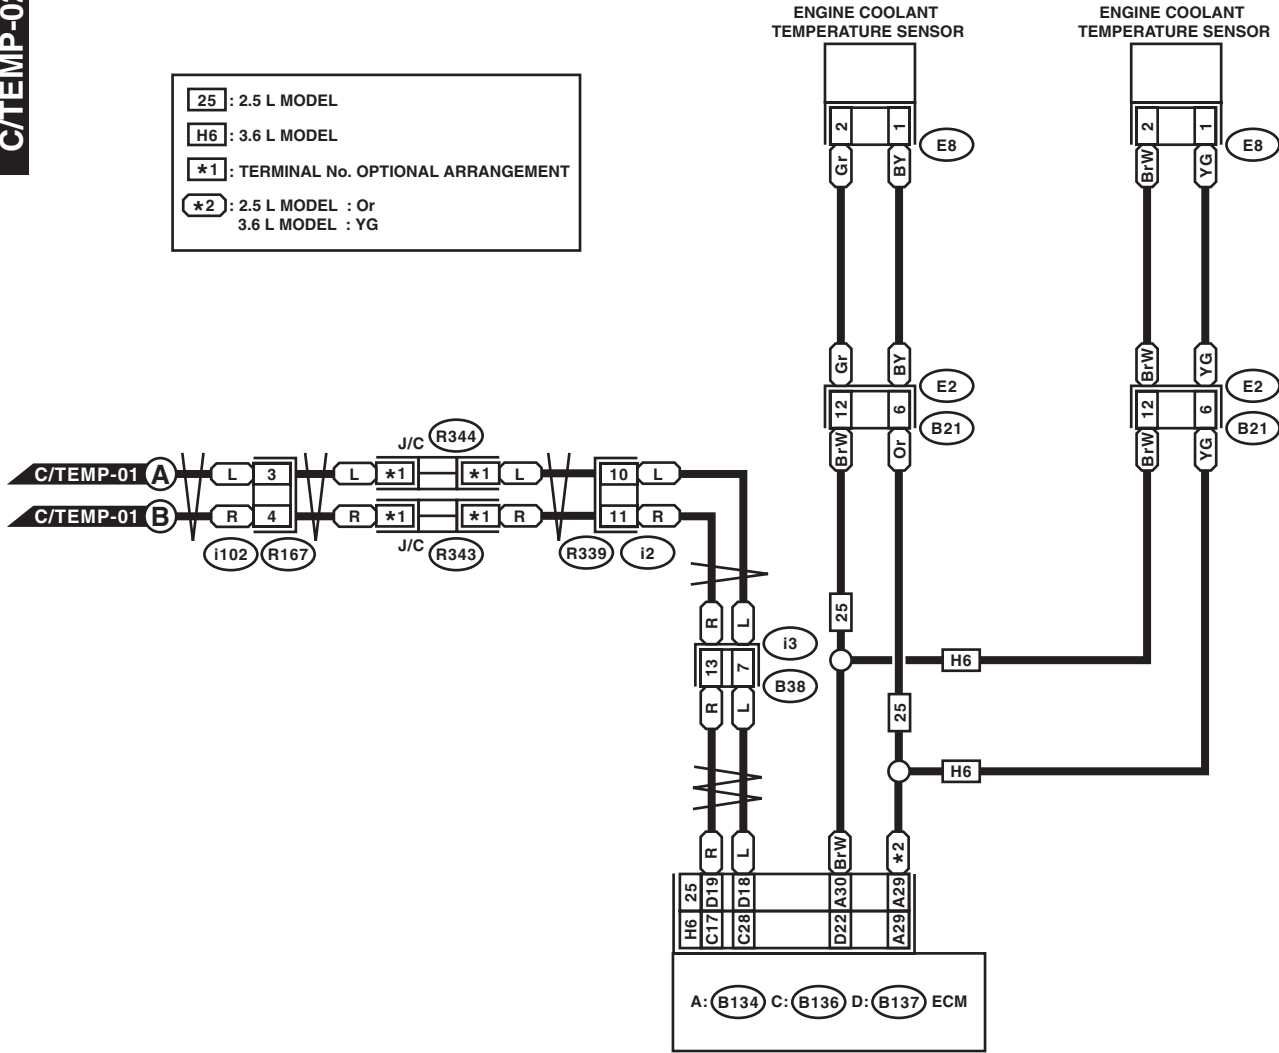 C/TEMP-02
ENGINE COOLANT
TEMPERATURE SENSOR
ENGINE COOLANT
TEMPERATURE SENSOR
25 : 2.5 L MODEL
H6 : 3.6 L MODEL
*1 : TERMINAL No. OPTIONAL ARRANGEMENT
*2 : 2.5 L MODEL : Or
3.6 L MODEL : YG
2 1 E8
2 1 E8
Gr BY
BrW YG
Gr BY
BrW YG
E2
E2
12 6
12 6
B21
B21
BrW Or
BrW YG
J/C R344
C/TEMP-01 A L 3 L *1 *1 L 10 L
C/TEMP-01 B R 4 R *1 *1 R 11 R
i102 R167 J/C R343 R339 i2
25
R L
i3
H6
13 7
B38
R L
25
H6
R L BrW *2
25 D19 D18 A30 A29
H6 C17 C28 D22 A29
A: B134 C: B136 D: B137 ECM